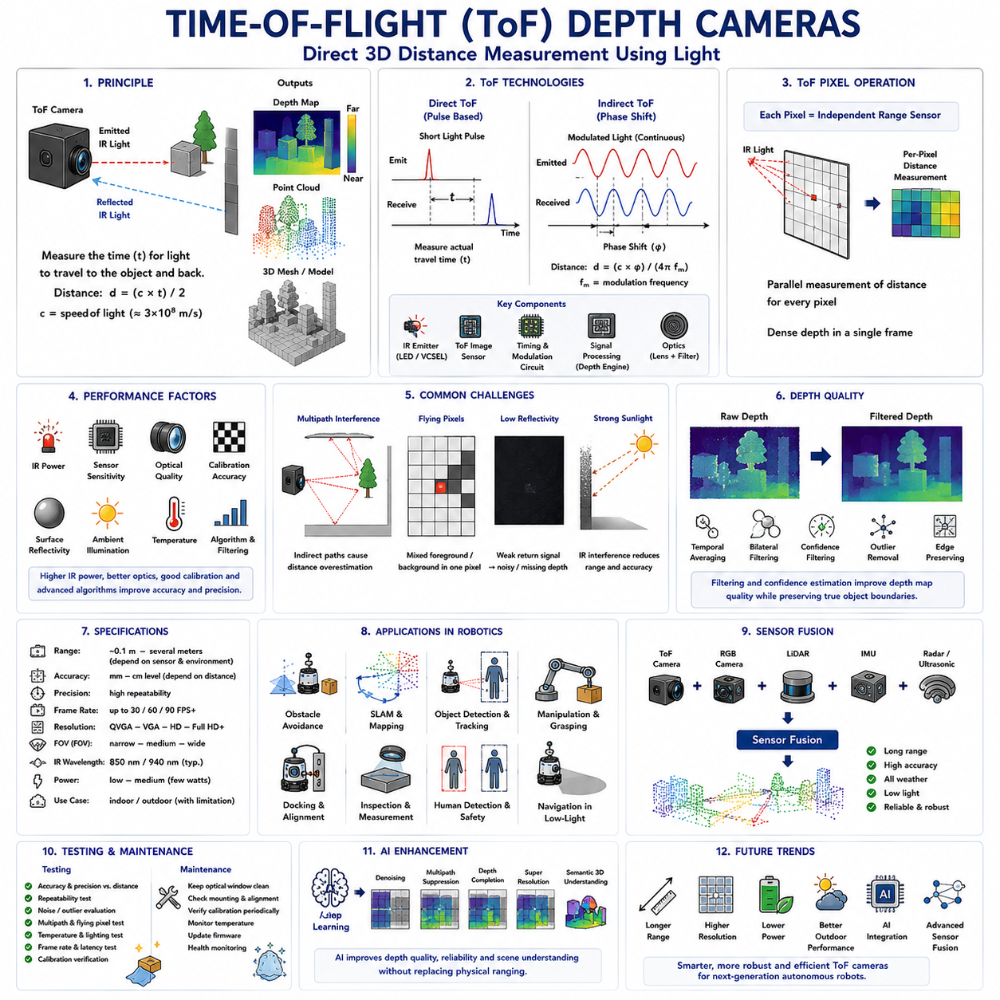 TIME-OF-FLIGHT (ToF) DEPTH CAMERAS
Direct 3D Distance Measurement Using Light
1. PRINCIPLE
ToF Camera
Emitted
IR Light
Reflected
IR Light
Outputs
Depth Map
Far
Near
Point Cloud
3D Mesh / Model
Measure the time (t) for light
to travel to the object and back.
Distance: d = (c × t) / 2
c = speed of light (≈ 3×10⁸ m/s)
2. ToF TECHNOLOGIES
Direct ToF
(Pulse Based)
Short Light Pulse
Emit
t
Receive
Time
Measure actual
travel time (t)
Indirect ToF
(Phase Shift)
Modulated Light (Continuous)
Emitted
Received
Phase Shift (φ)
Distance: d = (c × φ) / (4π fₘ)
fₘ = modulation frequency
Key Components
IR Emitter
(LED / VCSEL)
ToF Image
Sensor
Timing &
Modulation
Circuit
Signal
Processing
(Depth Engine)
Optics
(Lens + Filter)
3. ToF PIXEL OPERATION
Each Pixel = Independent Range Sensor
IR Light
Per-Pixel
Distance
Measurement
Parallel measurement of distance
for every pixel
Dense depth in a single frame
4. PERFORMANCE FACTORS
IR Power
Sensor
Sensitivity
Optical
Quality
Calibration
Accuracy
Surface
Reflectivity
Ambient
Illumination
Temperature
Algorithm &
Filtering
Higher IR power, better optics, good calibration and
advanced algorithms improve accuracy and precision.
5. COMMON CHALLENGES
Multipath Interference
Indirect paths cause
distance overestimation
Flying Pixels
Mixed foreground /
background in one pixel
Low Reflectivity
Weak return signal
→ noisy / missing depth
Strong Sunlight
IR interference reduces
range and accuracy
6. DEPTH QUALITY
Raw Depth
Filtered Depth
Temporal
Averaging
Bilateral
Filtering
Confidence
Filtering
Outlier
Removal
Edge
Preserving
Filtering and confidence estimation improve depth map
quality while preserving true object boundaries.
7. SPECIFICATIONS
Range: ~0.1 m – several meters
(depend on sensor & environment)
Accuracy: mm – cm level (depend on distance)
Precision: high repeatability
Frame Rate: up to 30 / 60 / 90 FPS+
Resolution: QVGA – VGA – HD – Full HD+
FOV (FOV): narrow – medium – wide
IR Wavelength: 850 nm / 940 nm (typ.)
Power: low – medium (few watts)
Use Case: indoor / outdoor (with limitation)
8. APPLICATIONS IN ROBOTICS
Obstacle
Avoidance
SLAM &
Mapping
Object Detection &
Tracking
Manipulation &
Grasping
Docking &
Alignment
Inspection &
Measurement
Human Detection &
Safety
Navigation in
Low-Light
9. SENSOR FUSION
ToF
Camera
+
RGB
Camera
+
LiDAR
+
IMU
+
Radar /
Ultrasonic
Sensor Fusion
Long range
High accuracy
All weather
Low light
Reliable & robust
10. TESTING & MAINTENANCE
Testing
Accuracy & precision vs. distance
Repeatability test
Noise / outlier evaluation
Multipath & flying pixel test
Temperature & lighting test
Frame rate & latency test
Calibration verification
Maintenance
Keep optical window clean
Check mounting & alignment
Verify calibration periodically
Monitor temperature
Update firmware
Health monitoring
11. AI ENHANCEMENT
Learning
Denoising
Multipath
Suppression
Depth
Completion
Super
Resolution
Semantic 3D
Understanding
AI improves depth quality, reliability and scene understanding
without replacing physical ranging.
12. FUTURE TRENDS
Longer
Range
Higher
Resolution
Lower
Power
Better
Outdoor
Performance
AI
AI
Integration
Advanced
Sensor
Fusion
Smarter, more robust and efficient ToF cameras
for next-generation autonomous robots.